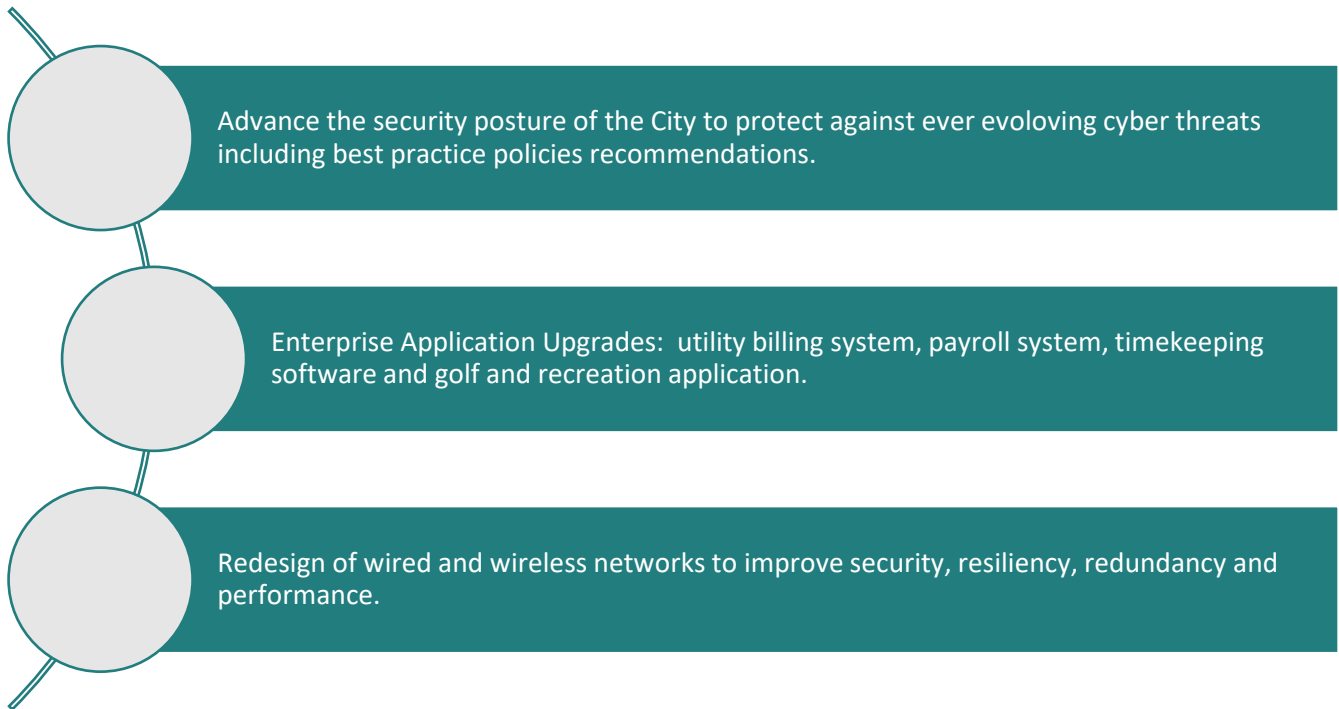 Advance the security posture of the City to protect against ever evoloving cyber threats
including best practice policies recommendations.
Enterprise Application Upgrades:  utility billing system, payroll system, timekeeping
software and golf and recreation application.
Redesign of wired and wireless networks to improve security, resiliency, redundancy and
performance.